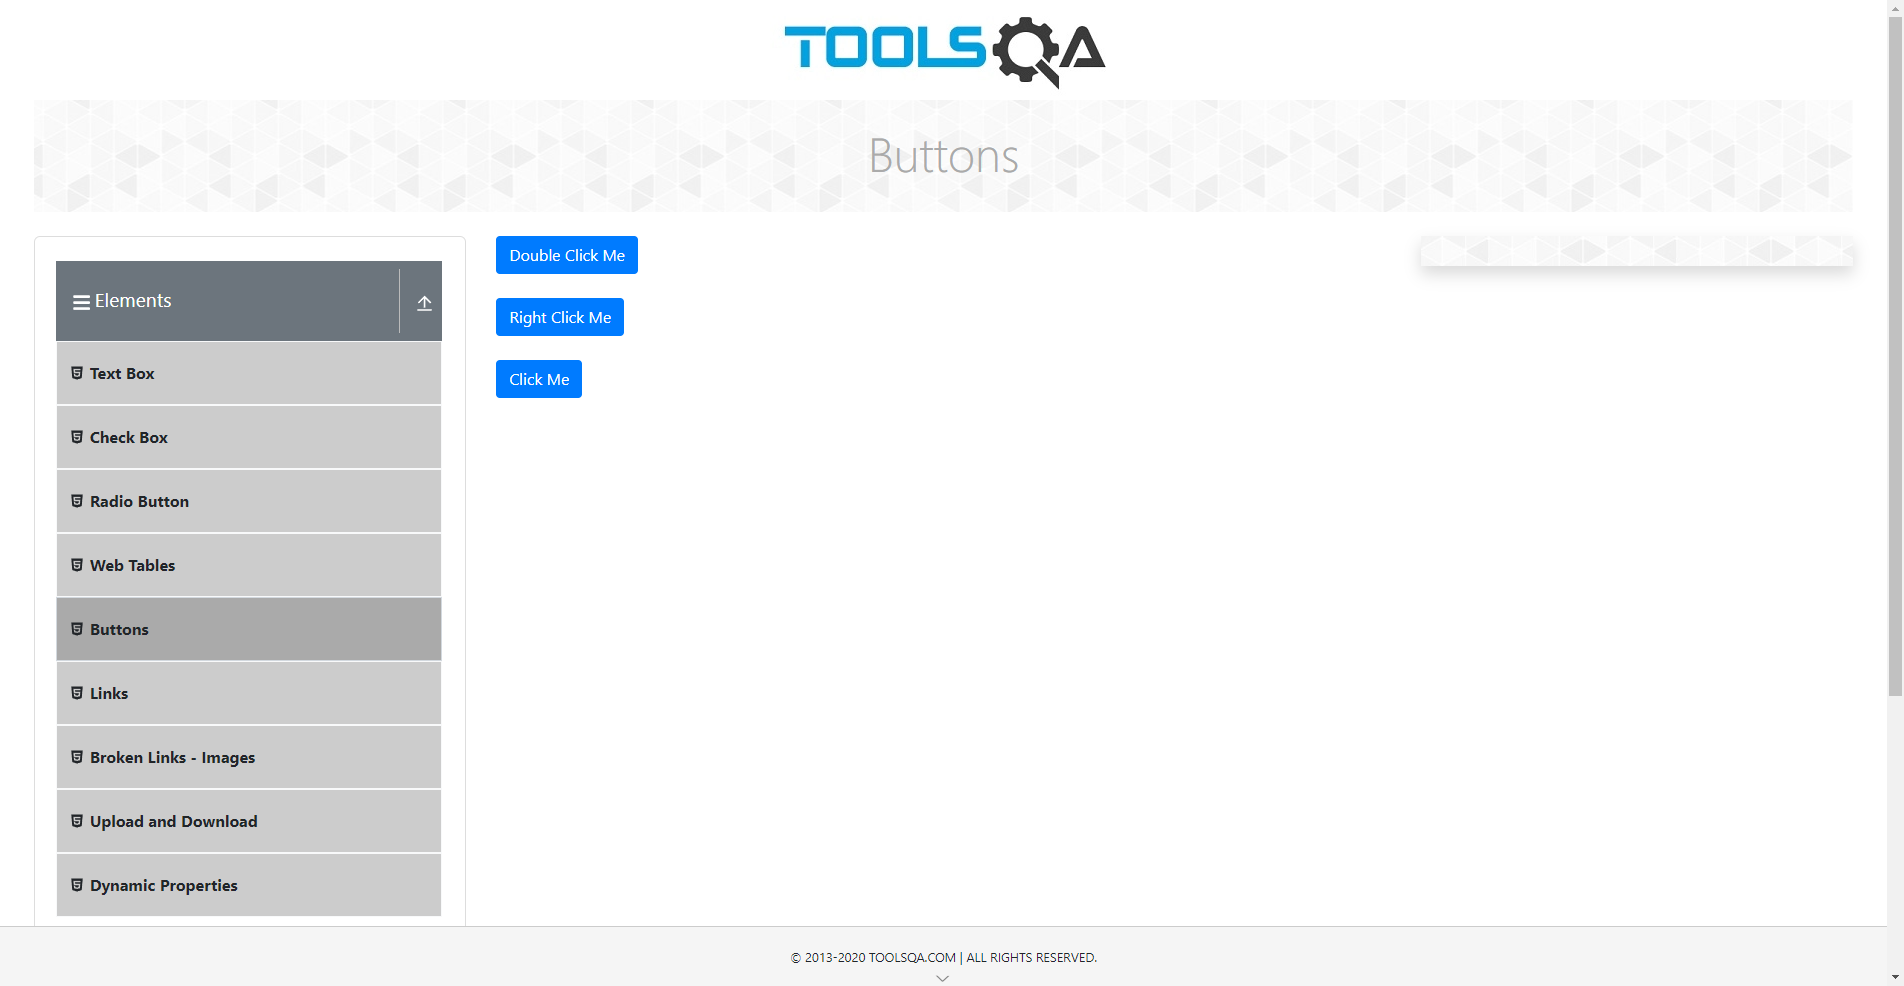 TOOLSQA
Buttons
Elements
Text Box
Check Box
Radio Button
Web Tables
Buttons
Links
Broken Links - Images
Upload and Download
Dynamic Properties
Double Click Me
Right Click Me
Click Me
© 2013-2020 TOOLSQA.COM | ALL RIGHTS RESERVED.